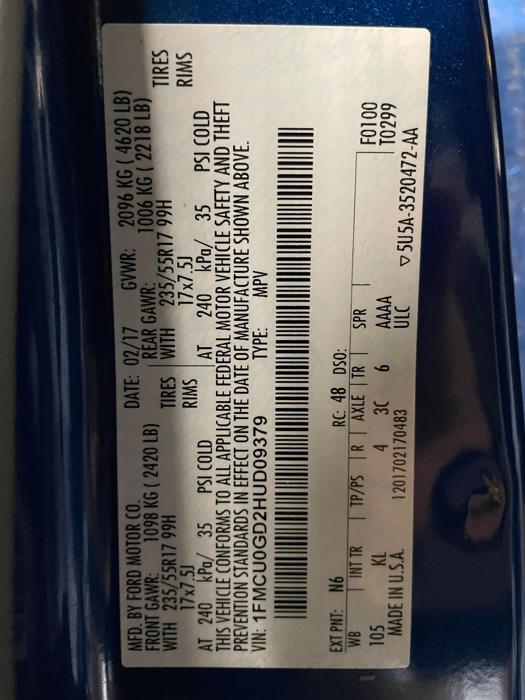 MFD. BY FORD MOTOR CO.
DATE: 02/17 GVWR: 2096 KG ( 4620 LB)
FRONT GAWR: 1098 KG ( 2420 LB) REAR GAWR: 1006 KG ( 2218 LB)
WITH 235/55R17 99H TIRES WITH 235/55R17 99H TIRES
17x7.5J RIMS 17x7.5J RIMS
AT 240 kPa/ 35 PSI COLD AT 240 kPa/ 35 PSI COLD
THIS VEHICLE CONFORMS TO ALL APPLICABLE FEDERAL MOTOR VEHICLE SAFETY AND THEFT
PREVENTION STANDARDS IN EFFECT ON THE DATE OF MANUFACTURE SHOWN ABOVE.
VIN: 1FMCU0GD2HUD09379 TYPE: MPV
EXT PNT: N6 RC: 48 DSO:
WB INT TR TP/PS R AXLE TR SPR F0100
105 KL 4 3C 6 AAAA T0299
ULC
MADE IN U.S.A. 1201702170483 ▽5U5A-3520472-AA